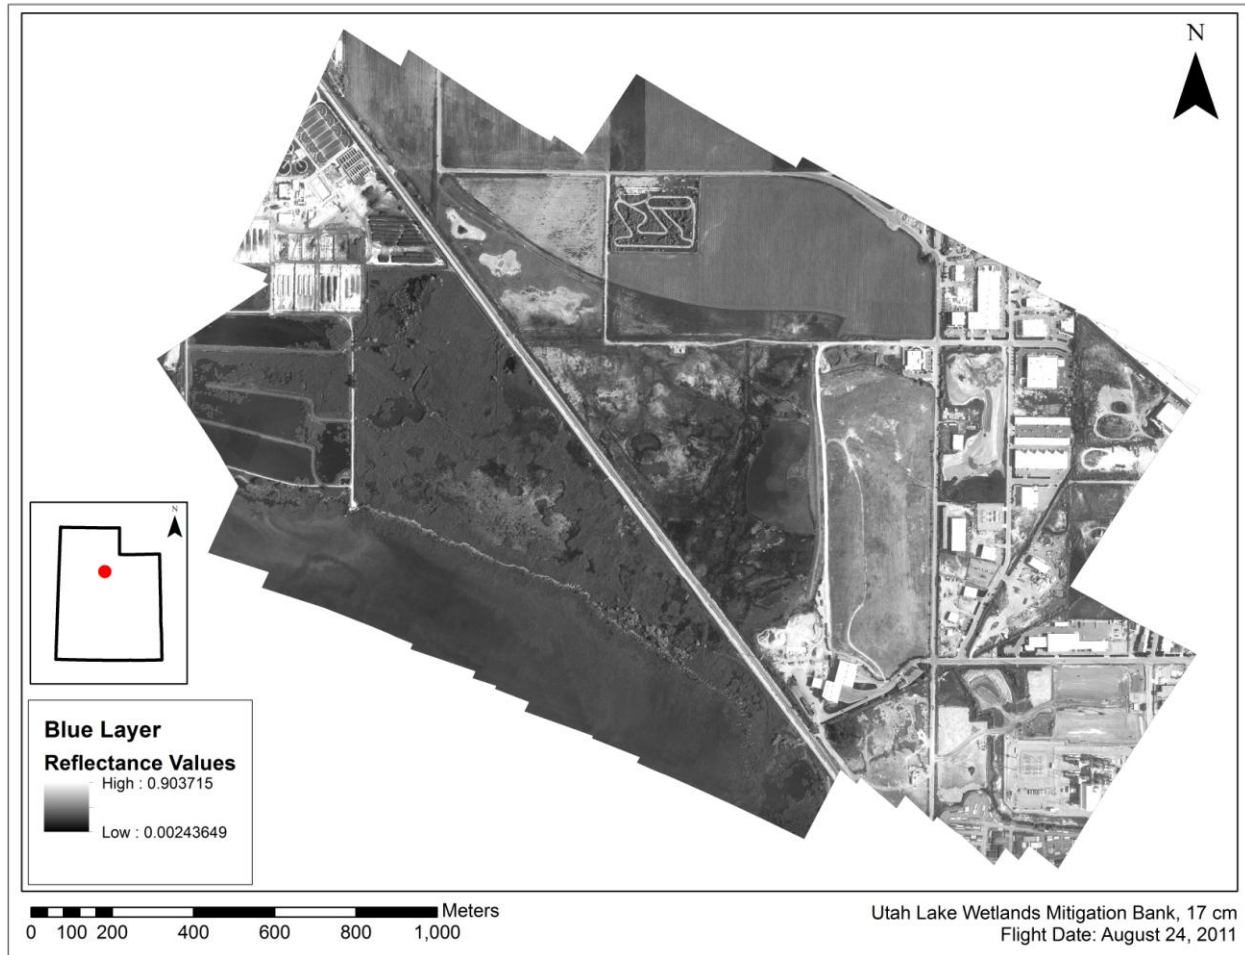 N
N
Blue Layer
Reflectance Values
High : 0.903715
Low : 0.00243649
Meters
0 100 200 400 600 800 1,000
Utah Lake Wetlands Mitigation Bank, 17 cm
Flight Date: August 24, 2011